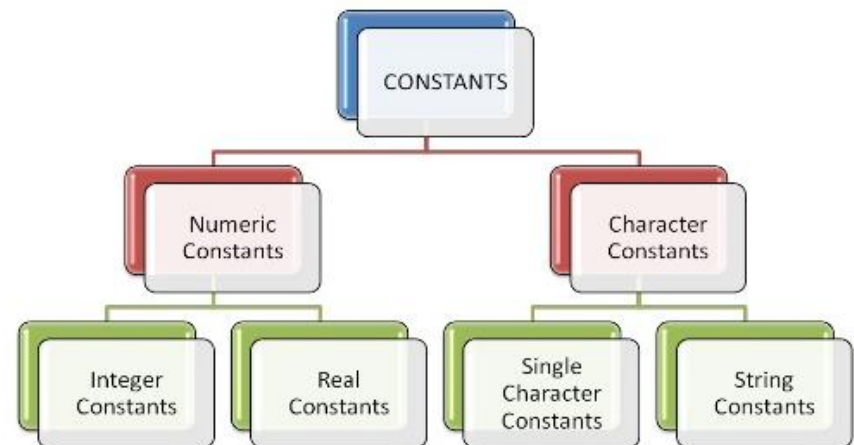 CONSTANTS
Numeric
Constants
Character
Constants
Integer
Constants
Real
Constants
Single
Character
Constants
String
Constants